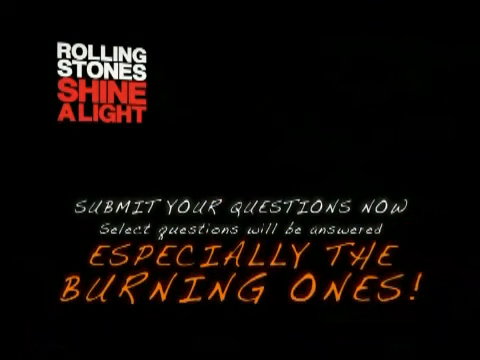 ROLLING
STONES
SHINE
A LIGHT
SUBMIT YOUR QUESTIONS NOW
Select questions will be answered
ESPECIALLY THE
BURNING ONES!